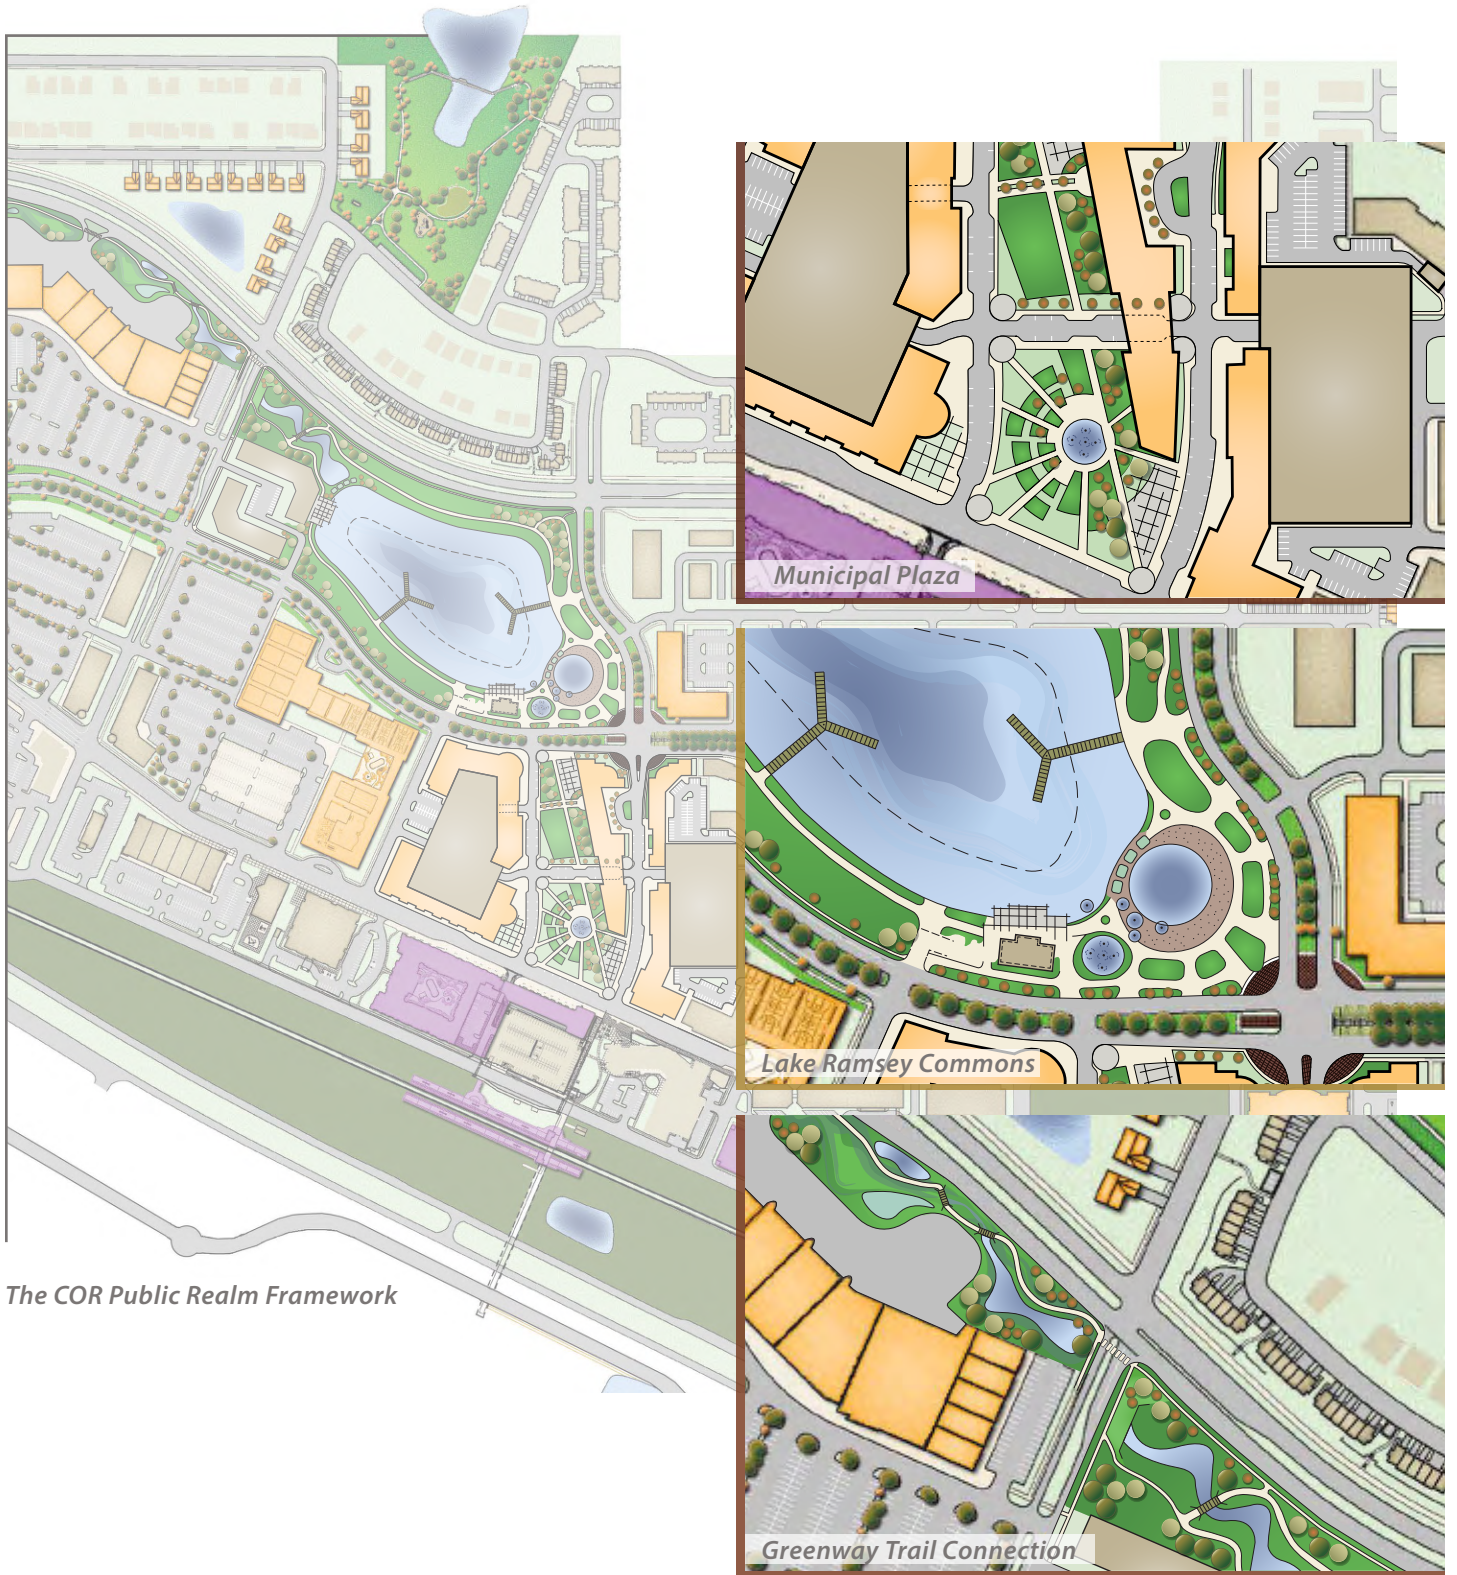 Municipal Plaza
Lake Ramsey Commons
The COR Public Realm Framework
Greenway Trail Connection